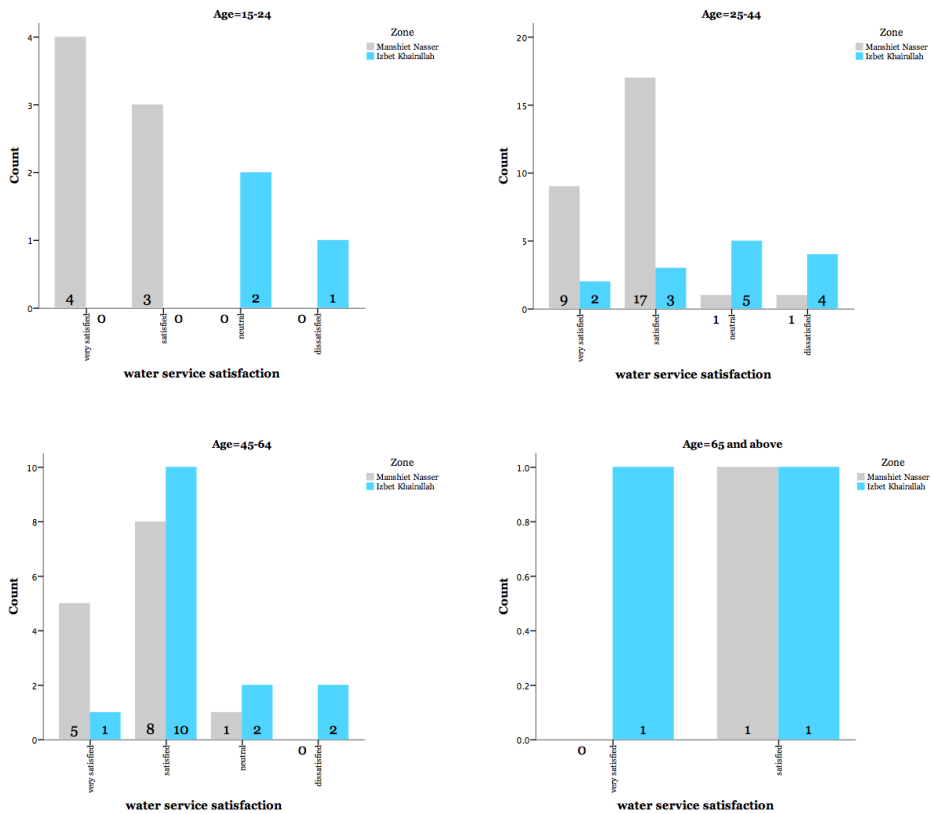 Age=15-24
Zone
Manshiet Nasser
Izbet Khairallah
Count
4
3
2
1
0
4
0
3
0
0
2
0
1
very satisfied
satisfied
neutral
dissatisfied
water service satisfaction
Age=25-44
Zone
Manshiet Nasser
Izbet Khairallah
Count
20
15
10
5
0
9
2
17
3
1
5
1
4
very satisfied
satisfied
neutral
dissatisfied
water service satisfaction
Age=45-64
Zone
Manshiet Nasser
Izbet Khairallah
Count
10
8
6
4
2
0
5
1
8
10
1
2
0
2
very satisfied
satisfied
neutral
dissatisfied
water service satisfaction
Age=65 and above
Zone
Manshiet Nasser
Izbet Khairallah
Count
1.0
0.8
0.6
0.4
0.2
0.0
0
1
1
1
very satisfied
satisfied
water service satisfaction